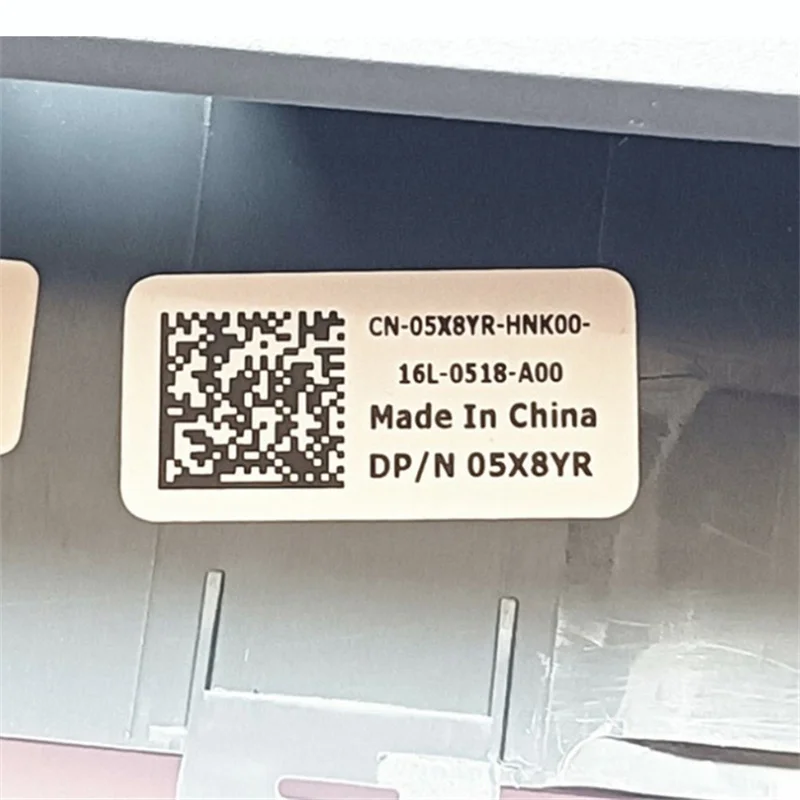 CN-05X8YR-HNK00-
16L-0518-A00
Made In China
DP/N 05X8YR